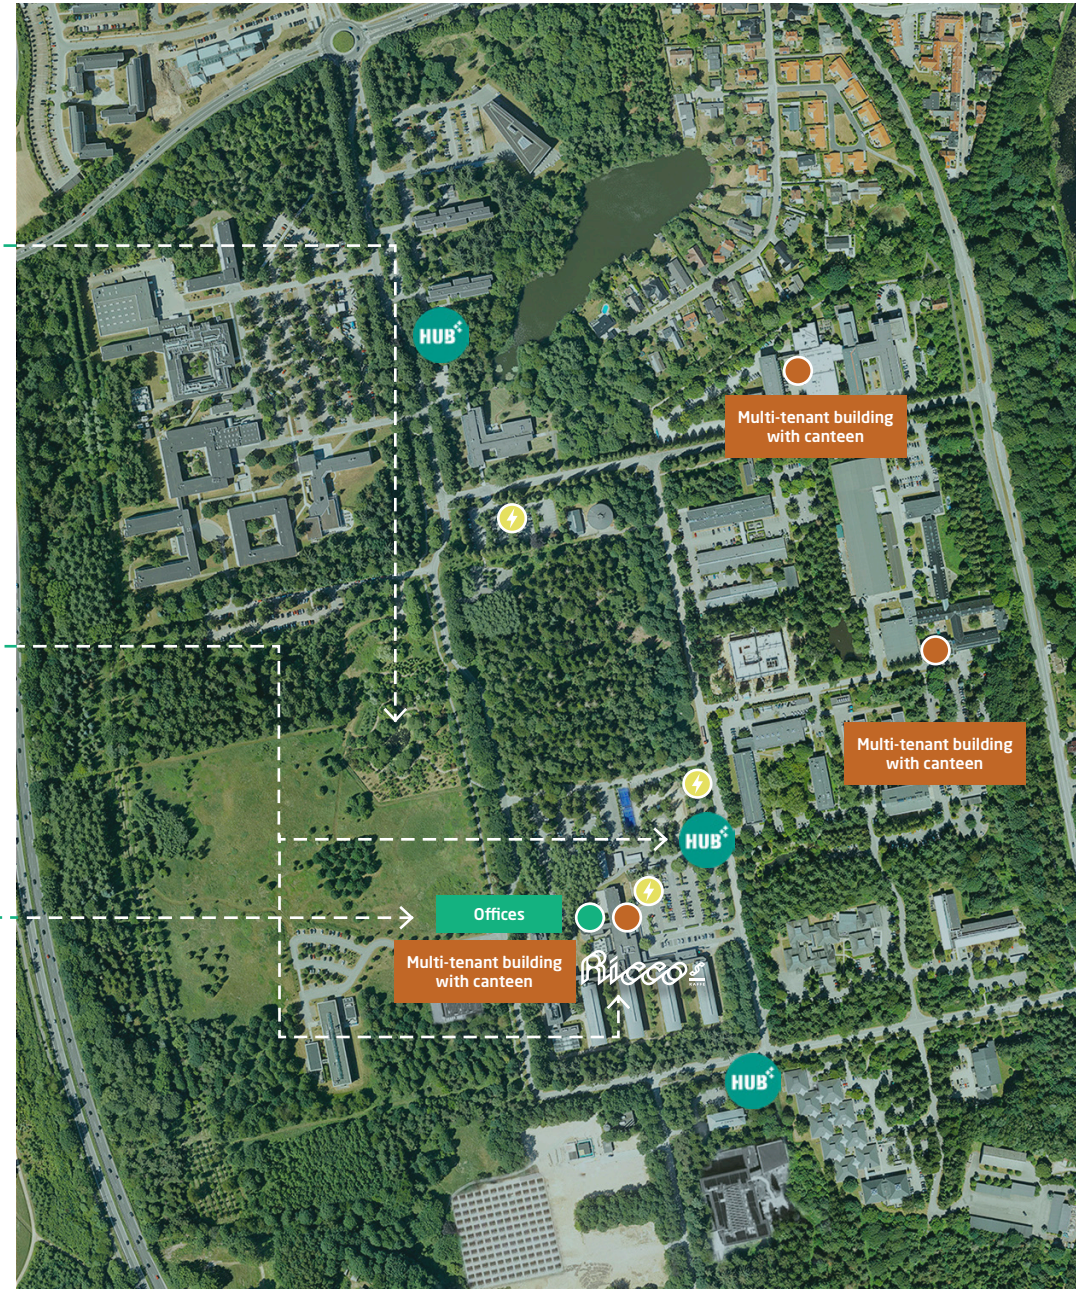 HUB
Multi-tenant building
with canteen
Multi-tenant building
with canteen
HUB
Offices
Multi-tenant building
with canteen
Ricco
KAFFE
HUB